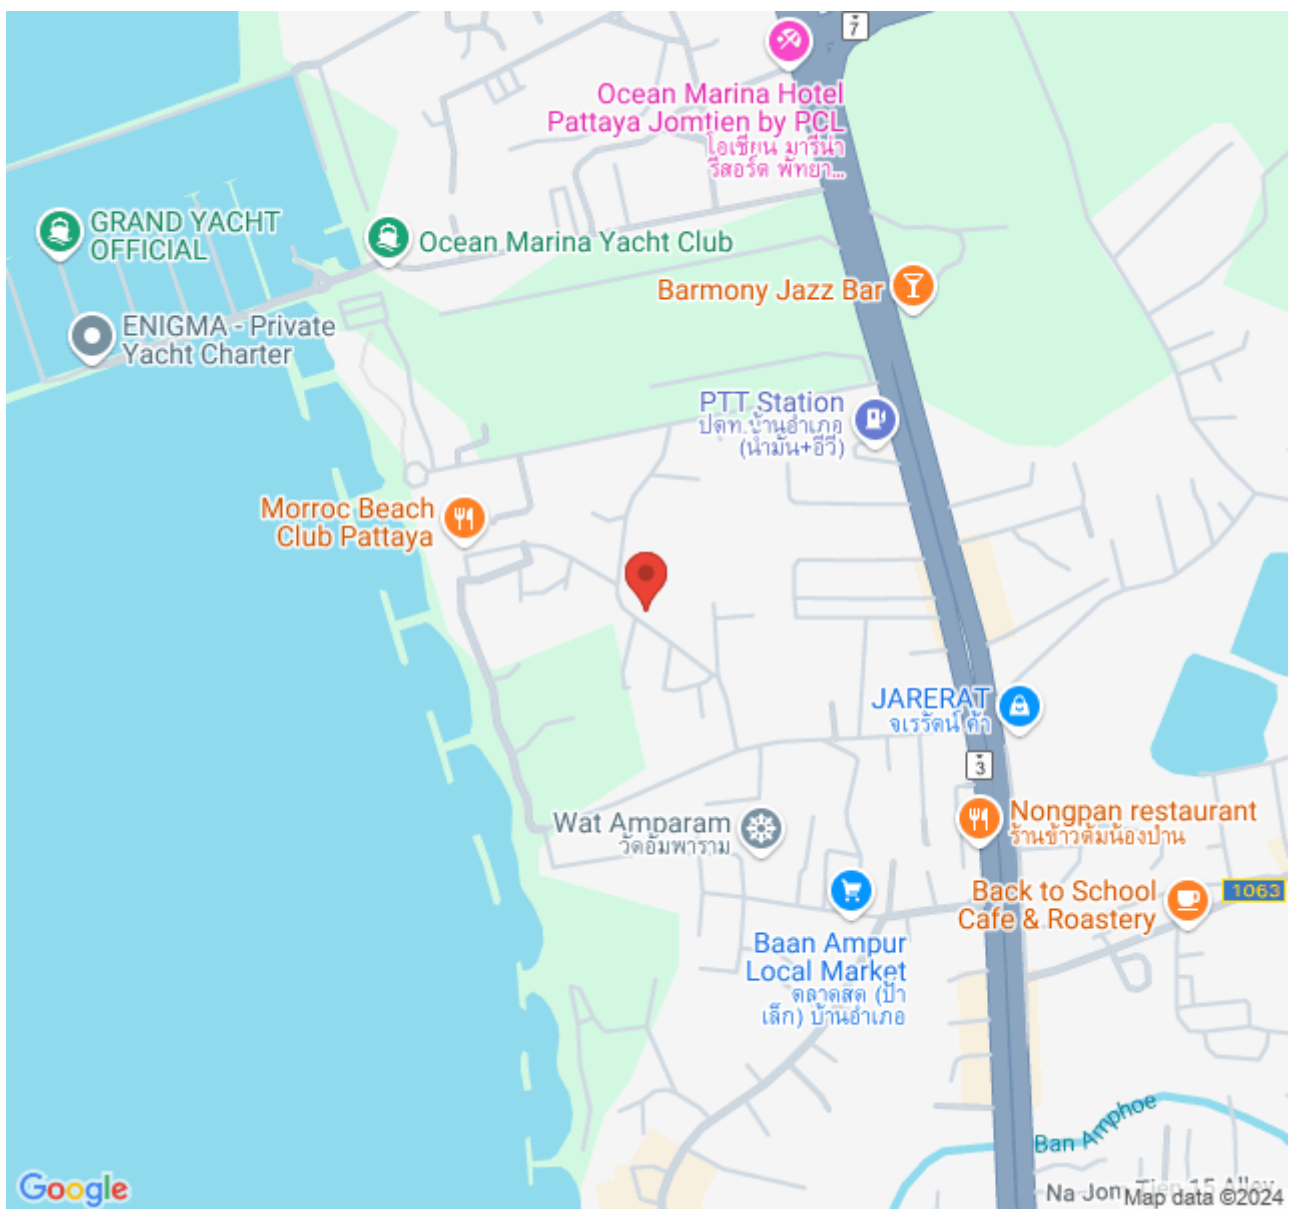 7
Ocean Marina Hotel
Pattaya Jomtien by PCL
โอเชียน มารีน่า
รีสอร์ต พัทยา...
GRAND YACHT
OFFICIAL
Ocean Marina Yacht Club
Barmony Jazz Bar
ENIGMA - Private
Yacht Charter
PTT Station
ปตท.บ้านอำเภอ
(น้ำมัน+อีวี)
Morroc Beach
Club Pattaya
JARERAT
จเรรัตน์ ค้า
3
Wat Amparam
วัดอัมพาราม
Nongpan restaurant
ร้านข้าวต้มน้องป่าน
Back to School
Cafe & Roastery
1063
Baan Ampur
Local Market
ตลาดสด (ป้า
เล็ก) บ้านอำเภอ
Ban Amphoe
Google
Na Jom Tien 15 Alley
Map data ©2024